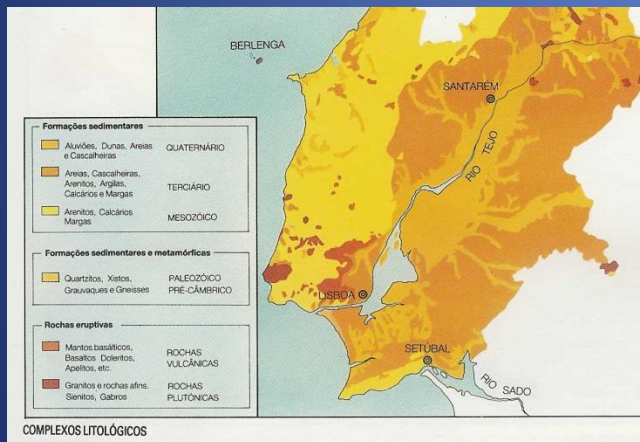 BERLENGA
SANTARÉM
RIO TEJO
LISBOA
SETÚBAL
RIO SADO
Formações sedimentares
Aluviões, Dunas, Areias
e Cascalheiras
QUATERNÁRIO
Areias, Cascalheiras,
Arenitos, Argilas,
Calcários e Margas
TERCIÁRIO
Arenitos, Calcários
Margas
MESOZÓICO
Formações sedimentares e metamórficas
Quartzitos, Xistos,
Grauvaques e Gneisses
PALEOZÓICO
PRÉ-CÂMBRICO
Rochas eruptivas
Mantos basálticos,
Basaltos Doleritos,
Apelitos, etc.
ROCHAS
VULCÂNICAS
Granitos e rochas afins.
Sienitos, Gabros
ROCHAS
PLUTÓNICAS
COMPLEXOS LITOLÓGICOS